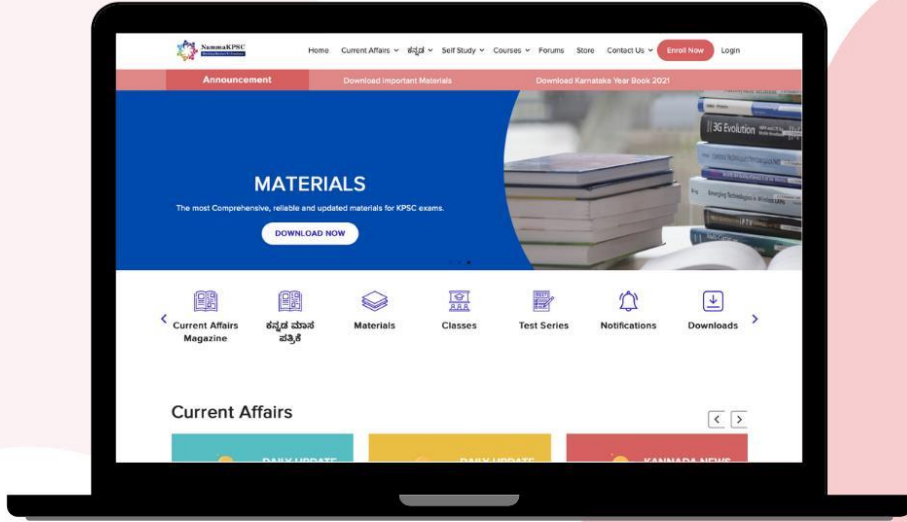 NammaKPSC
Home Current Affairs ಕನ್ನಡ Self Study Courses Forums Store Contact Us Enroll Now Login
Announcement Download Important Materials Download Karnataka Year Book 2021
3G Evolution
MATERIALS
The most Comprehensive, reliable and updated materials for KPSC exams.
DOWNLOAD NOW
Current Affairs Magazine
ಕನ್ನಡ ಮಾಸ ಪತ್ರಿಕೆ
Materials
Classes
Test Series
Notifications
Downloads
Current Affairs
DAILY UPDATE DAILY UPDATE KANNADA NEWS